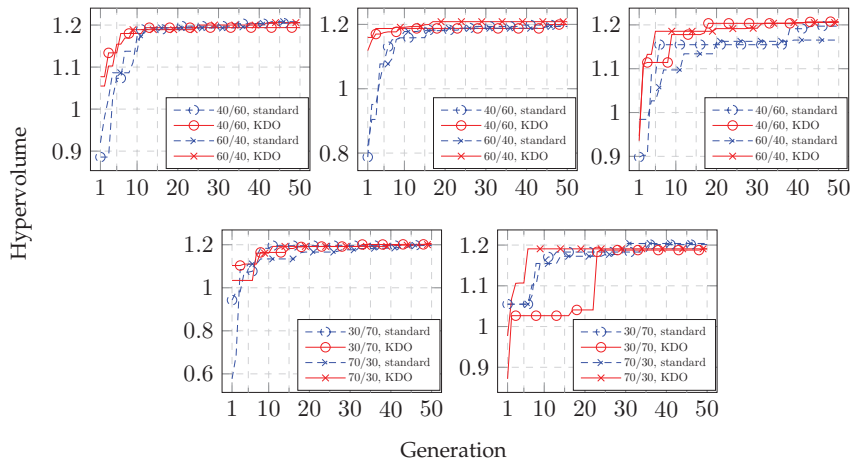 1.2
1.1
1
0.9
40/60, standard
40/60, KDO
60/40, standard
60/40, KDO
1 10 20 30 40 50
1.2
1
0.8
40/60, standard
40/60, KDO
60/40, standard
60/40, KDO
1 10 20 30 40 50
1.2
1.1
1
0.9
40/60, standard
40/60, KDO
60/40, standard
60/40, KDO
1 10 20 30 40 50
Hypervolume
1.2
1
0.8
0.6
30/70, standard
30/70, KDO
70/30, standard
70/30, KDO
1 10 20 30 40 50
1.2
1.1
1
0.9
30/70, standard
30/70, KDO
70/30, standard
70/30, KDO
1 10 20 30 40 50
Generation